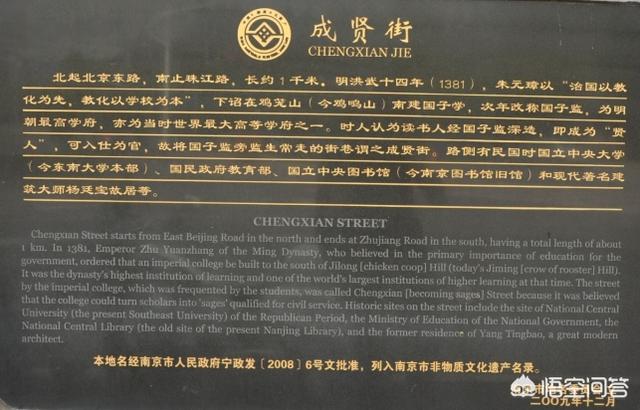 成贤街
CHENGXIAN JIE
北起北京东路，南止珠江路，长约1千米。明洪武十四年（1381），朱元璋以“治国以教
化为先，教化以学校为本”，下诏在鸡笼山（今鸡鸣山）南建国子学，次年改称国子监，为明
朝最高学府，亦为当时世界最大高等学府之一。时人认为读书人经国子监深造，即成为“贤
人”，可入仕为官，故将国子监旁监生常走的街巷谓之成贤街。路侧有民国时国立中央大学
（今东南大学本部）、国民政府教育部、国立中央图书馆（今南京图书馆旧馆）和现代著名建
筑大师杨廷宝故居等。
CHENGXIAN STREET
Chengxian Street starts from East Beijing Road in the north and ends at Zhujiang Road in the south, having a total length of about
1 km. In 1381, Emperor Zhu Yuanzhang of the Ming Dynasty, who believed in the primary importance of education for the
government, ordered that an imperial college be built to the south of Jilong [chicken coop] Hill (today's Jiming [crow of rooster] Hill).
It was the dynasty's highest institution of learning and one of the world's largest institutions of higher learning at that time. The street
by the imperial college, which was frequented by the students, was called Chengxian [becoming sages] Street because it was believed
that the college could turn scholars into 'sages' qualified for civil service. Historic sites on the street include the site of National Central
University (the present Southeast University) of the Republican Period, the Ministry of Education of the National Government, the
National Central Library (the old site of the present Nanjing Library), and the former residence of Yang Tingbao, a great modern
architect.
本地名经南京市人民政府宁政发［2008］6号文批准，列入南京市非物质文化遗产名录。
二〇〇九年十二月
悟空问答